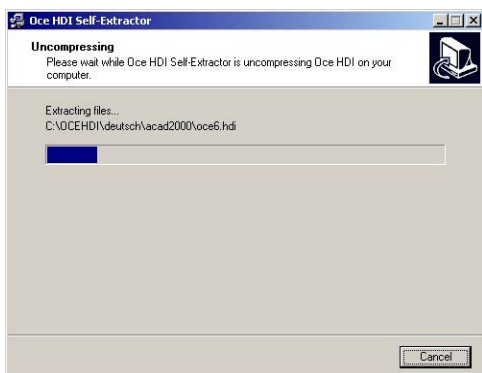 Oce HDI Self-Extractor
Uncompressing
Please wait while Oce HDI Self-Extractor is uncompressing Oce HDI on your
computer.
Extracting files...
C:\OCEHDI\deutsch\acad2000\oce6.hdi
Cancel